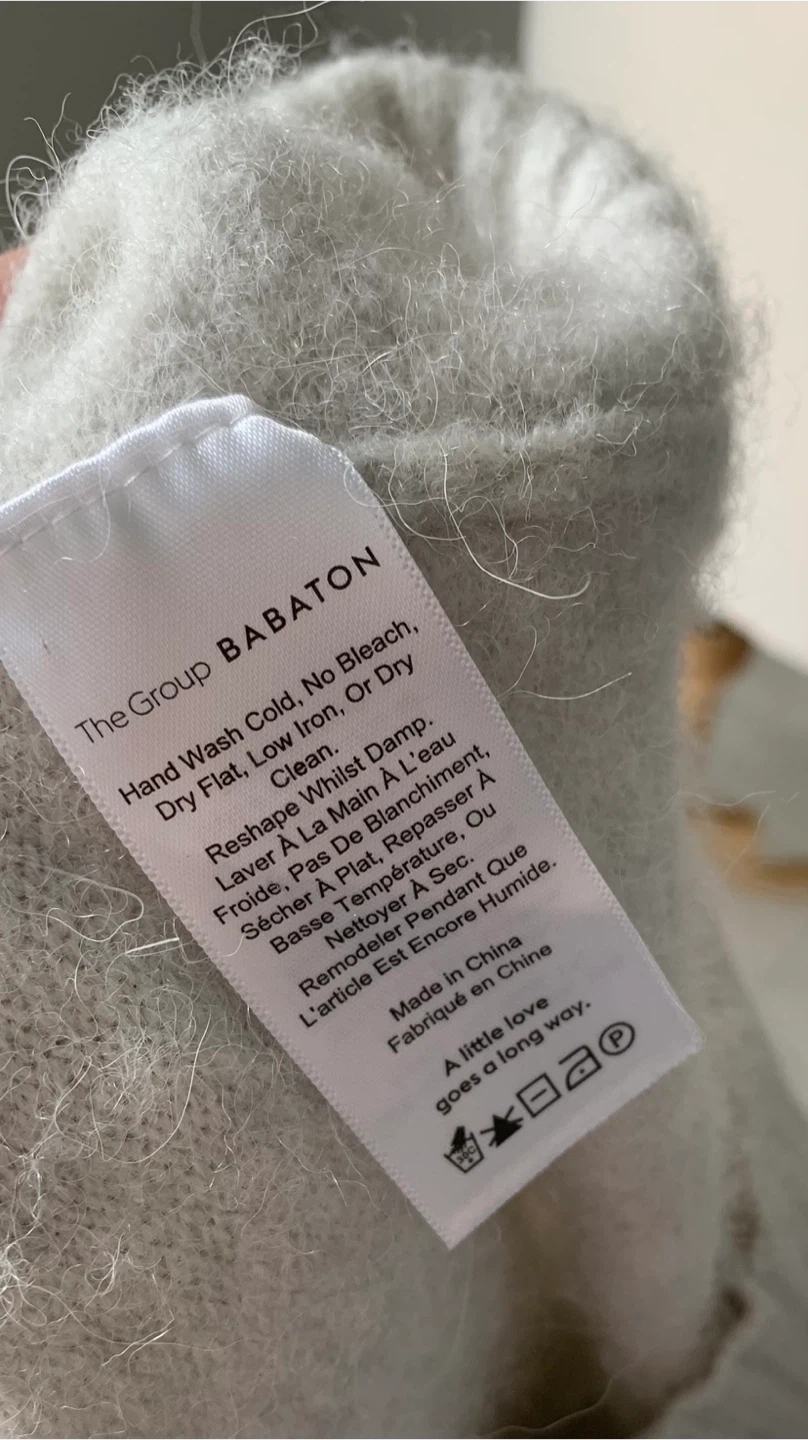 The Group BABATON
Hand Wash Cold, No Bleach,
Dry Flat, Low Iron, Or Dry
Clean.
Reshape Whilst Damp.
Laver À La Main À L'eau
Froide, Pas De Blanchiment,
Sécher À Plat, Repasser À
Basse Température, Ou
Nettoyer À Sec.
Remodeler Pendant Que
L'article Est Encore Humide.
Made in China
Fabriqué en Chine
A little love
goes a long way.
30C P